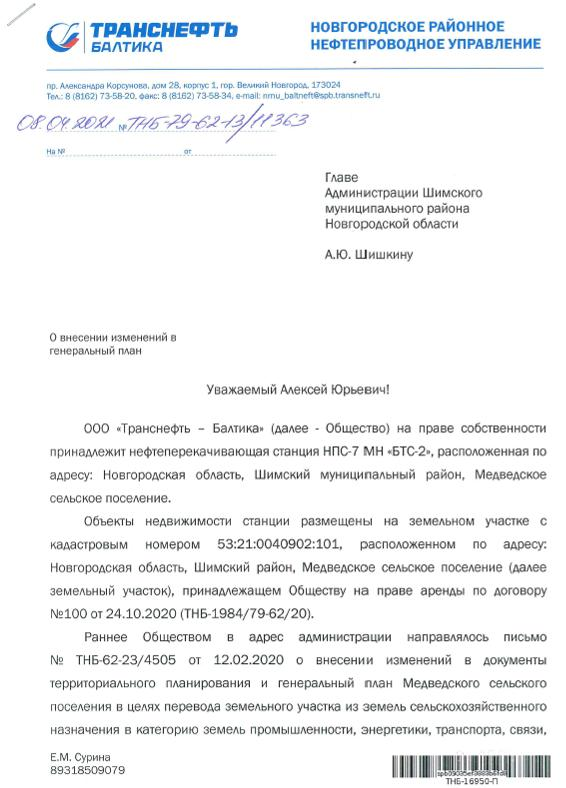 ТРАНСНЕФТЬ
БАЛТИКА
НОВГОРОДСКОЕ РАЙОННОЕ
НЕФТЕПРОВОДНОЕ УПРАВЛЕНИЕ
пр. Александра Корсунова, дом 28, корпус 1, гор. Великий Новгород, 173024
Тел.: 8 (8162) 73-58-20, факс: 8 (8162) 73-58-34, e-mail: nrnu_baltneft@spb.transneft.ru
08.04.2021 № ТНБ-79-62-13/11363
На № от
Главе
Администрации Шимского
муниципального района
Новгородской области
А.Ю. Шишкину
О внесении изменений в
генеральный план
Уважаемый Алексей Юрьевич!
ООО «Транснефть – Балтика» (далее - Общество) на праве собственности
принадлежит нефтеперекачивающая станция НПС-7 МН «БТС-2», расположенная по
адресу: Новгородская область, Шимский муниципальный район, Медведское
сельское поселение.
Объекты недвижимости станции размещены на земельном участке с
кадастровым номером 53:21:0040902:101, расположенном по адресу:
Новгородская область, Шимский район, Медведское сельское поселение (далее
земельный участок), принадлежащем Обществу на праве аренды по договору
№100 от 24.10.2020 (ТНБ-1984/79-62/20).
Раннее Обществом в адрес администрации направлялось письмо
№ ТНБ-62-23/4505 от 12.02.2020 о внесении изменений в документы
территориального планирования и генеральный план Медведского сельского
поселения в целях перевода земельного участка из земель сельскохозяйственного
назначения в категорию земель промышленности, энергетики, транспорта, связи,
Е.М. Сурина
89318509079
ТНБ-16950-П